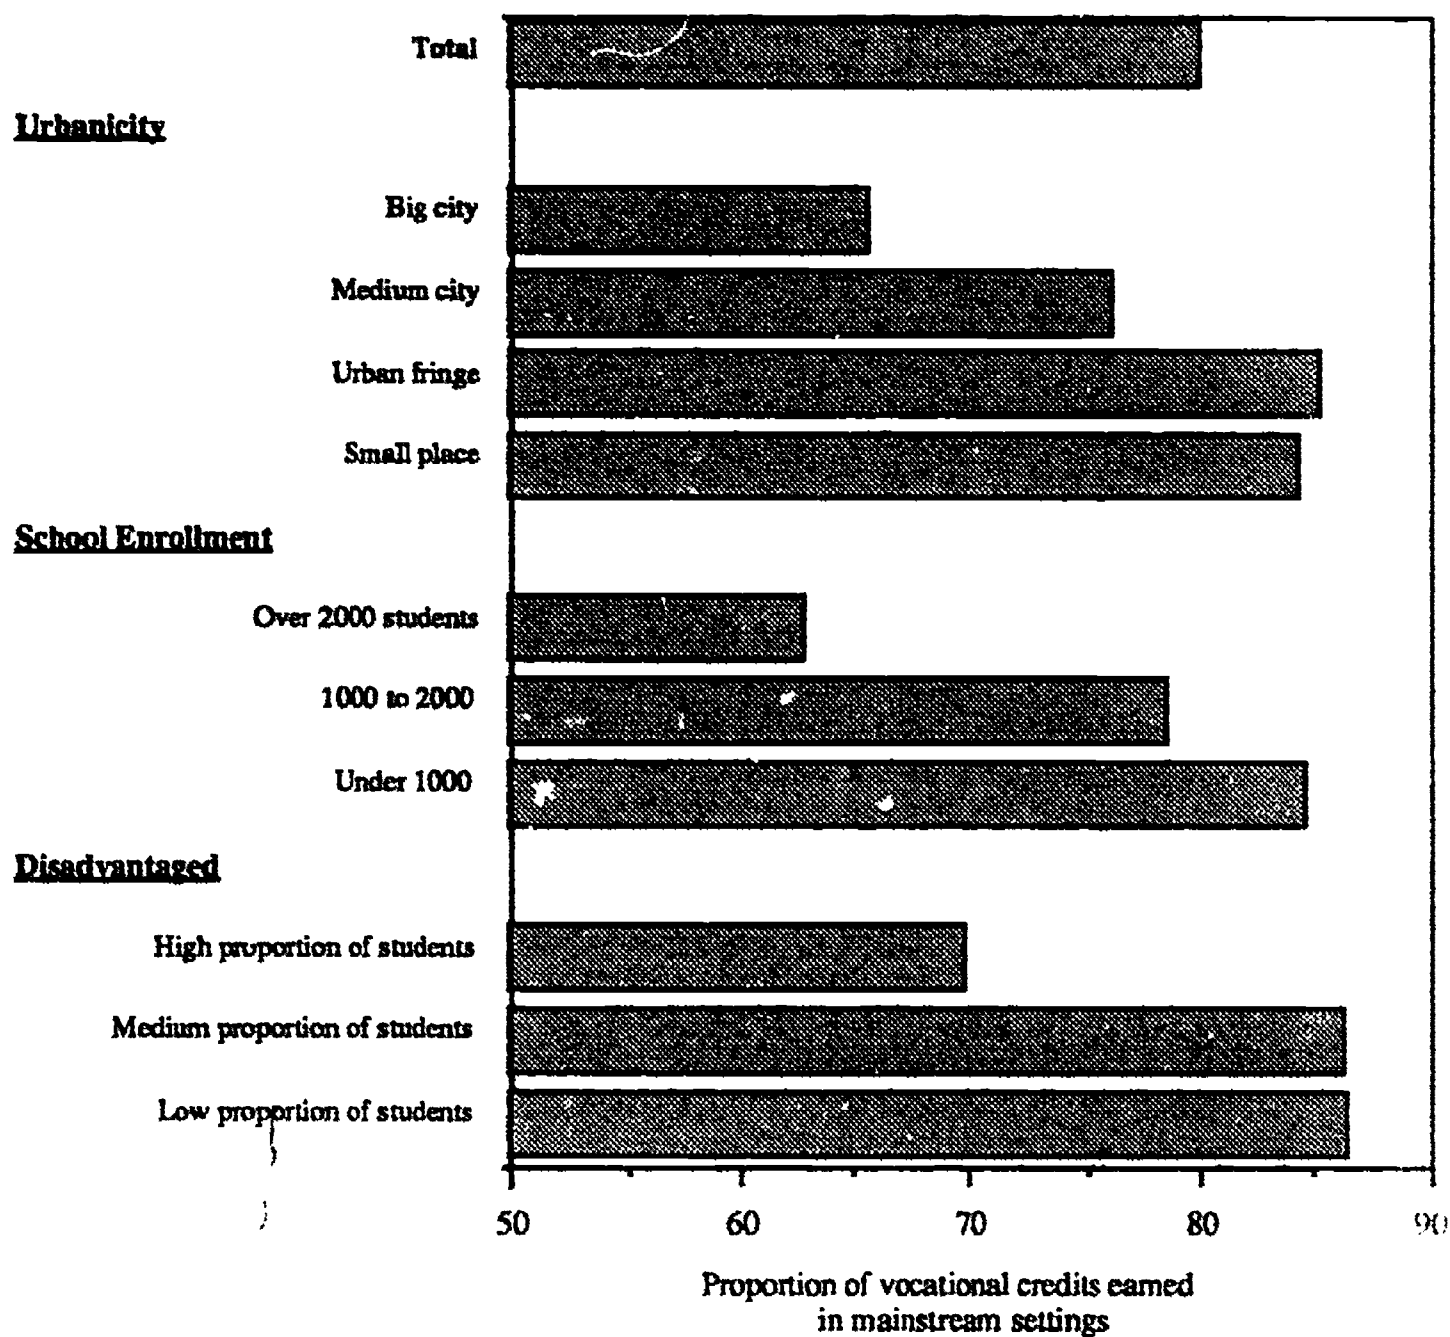 Total
Urbanicity
Big city
Medium city
Urban fringe
Small place
School Enrollment
Over 2000 students
1000 to 2000
Under 1000
Disadvantaged
High proportion of students
Medium proportion of students
Low proportion of students
50 60 70 80 90
Proportion of vocational credits earned
in mainstream settings